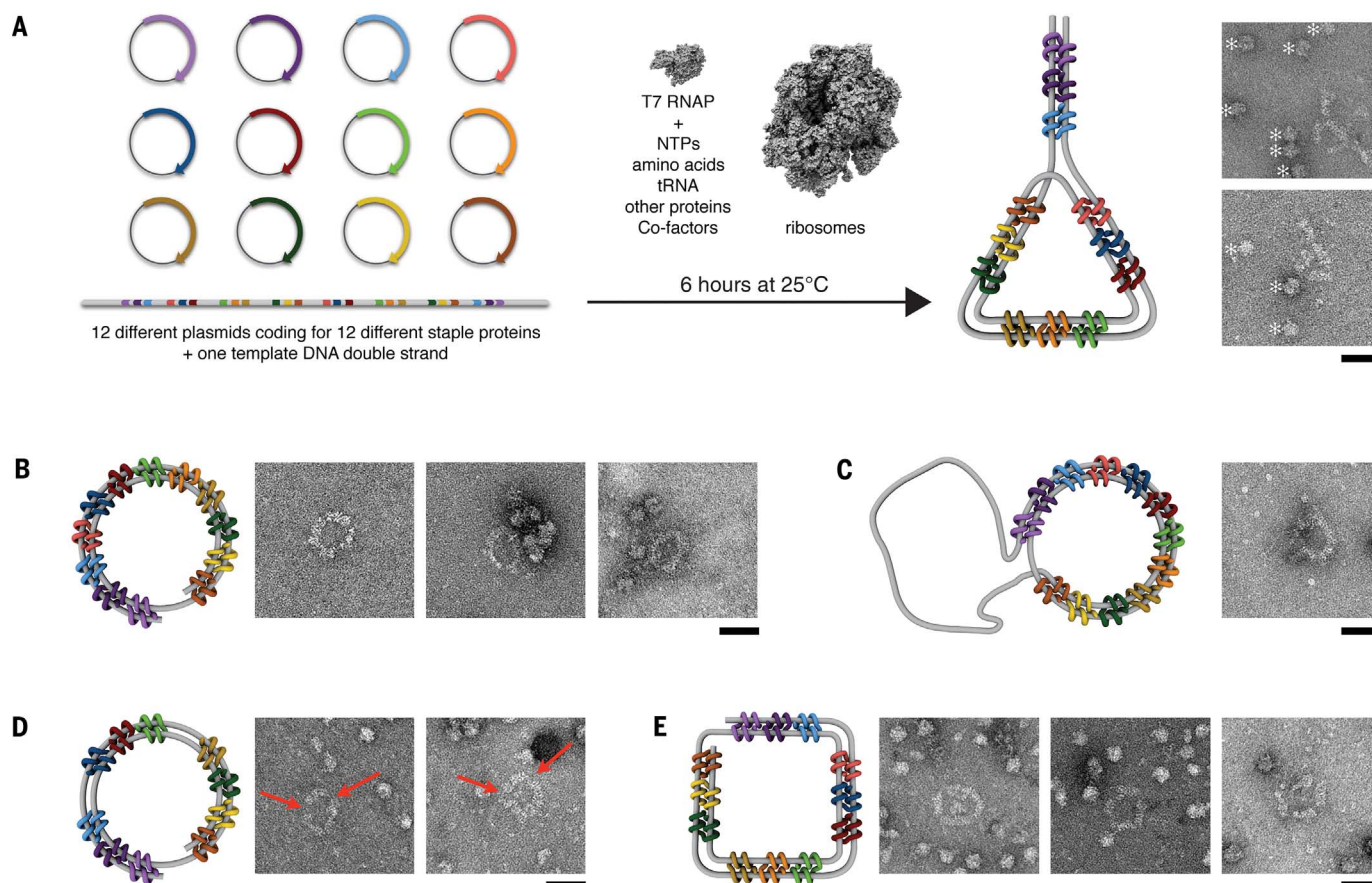 A
T7 RNAP
+
NTPs
amino acids
tRNA
other proteins
Co-factors
ribosomes
6 hours at 25°C
12 different plasmids coding for 12 different staple proteins
+ one template DNA double strand
* * * * * * *
* * *
B
C
D
E